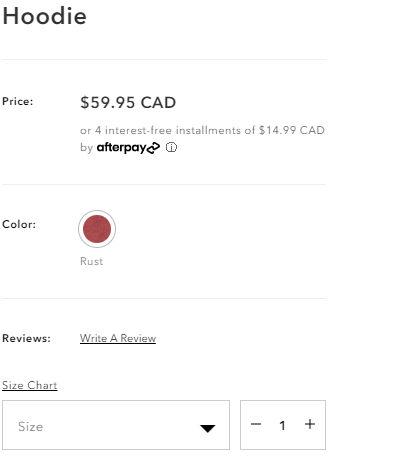 Hoodie
Price: $59.95 CAD
or 4 interest-free installments of $14.99 CAD
by afterpay
Color:
Rust
Reviews: Write A Review
Size Chart
Size 1